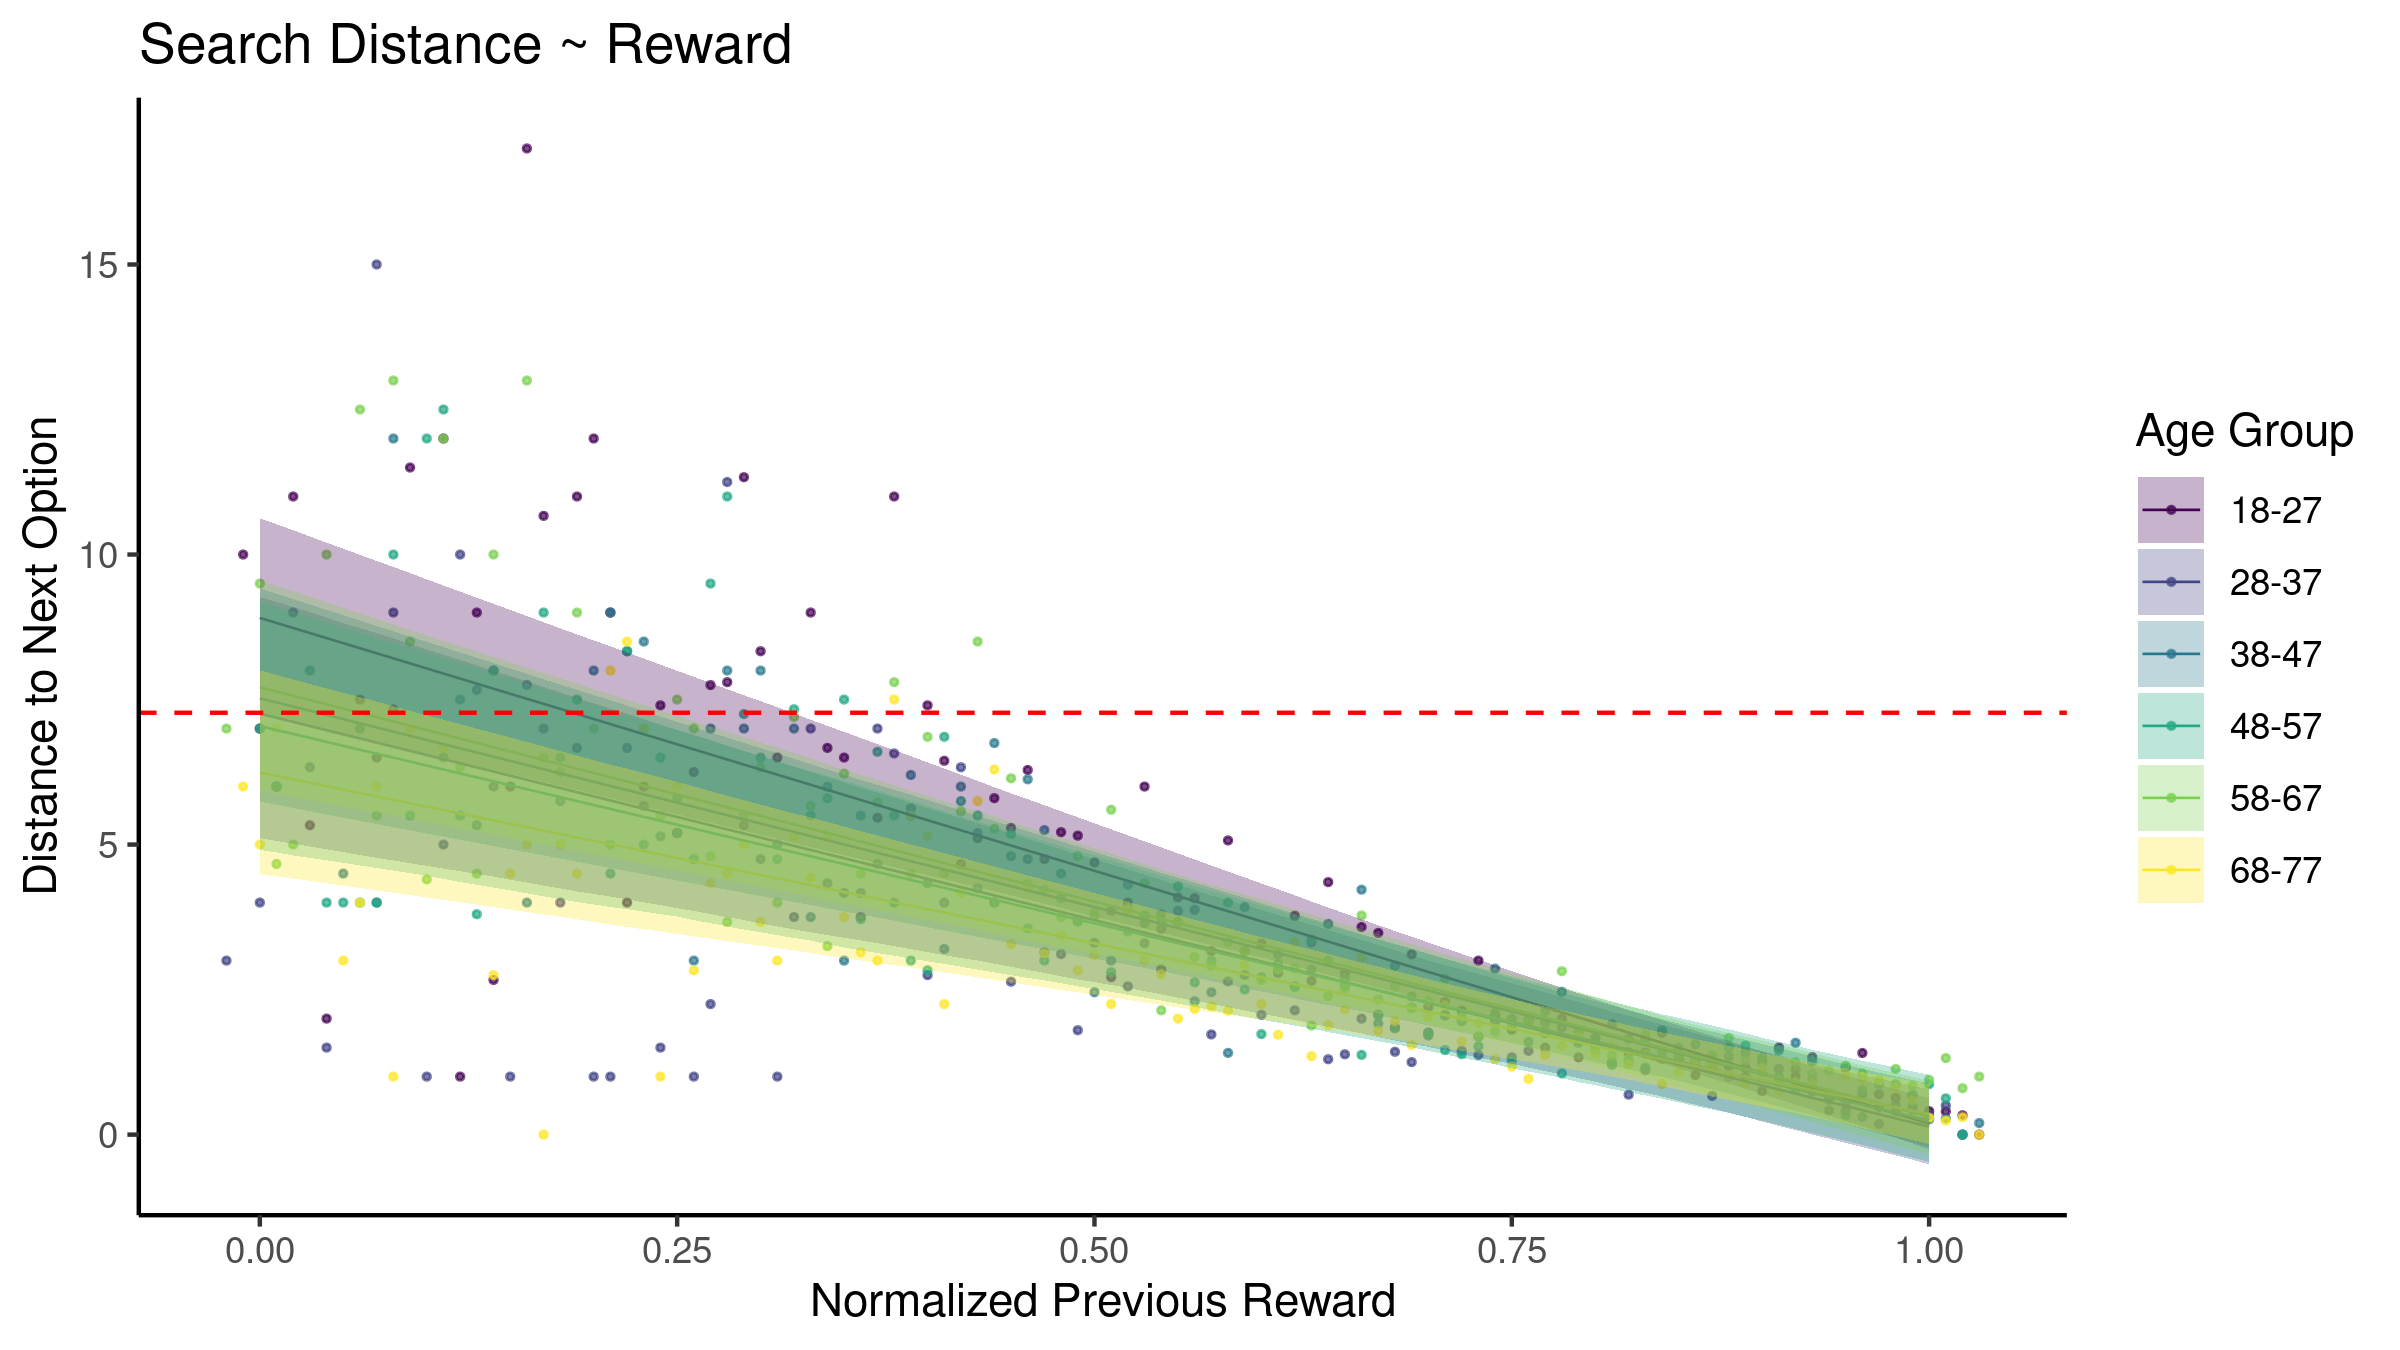 Search Distance ~ Reward
15
10
5
0
Distance to Next Option
0.00 0.25 0.50 0.75 1.00
Normalized Previous Reward
Age Group
18-27
28-37
38-47
48-57
58-67
68-77